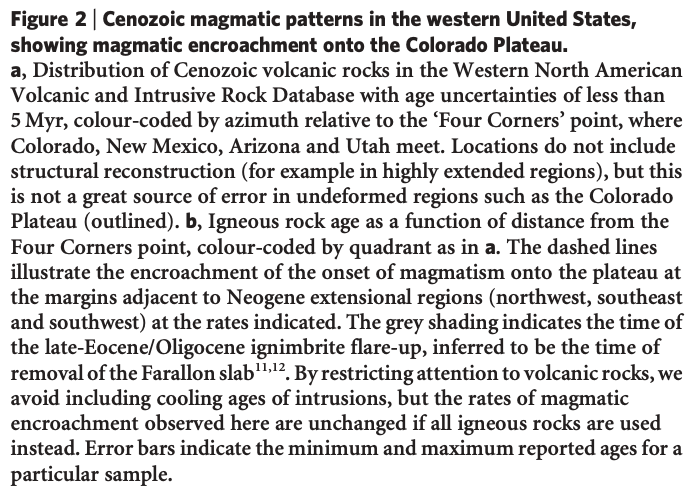 Figure 2 | Cenozoic magmatic patterns in the western United States,
showing magmatic encroachment onto the Colorado Plateau.
a, Distribution of Cenozoic volcanic rocks in the Western North American
Volcanic and Intrusive Rock Database with age uncertainties of less than
5 Myr, colour-coded by azimuth relative to the ‘Four Corners’ point, where
Colorado, New Mexico, Arizona and Utah meet. Locations do not include
structural reconstruction (for example in highly extended regions), but this
is not a great source of error in undeformed regions such as the Colorado
Plateau (outlined). b, Igneous rock age as a function of distance from the
Four Corners point, colour-coded by quadrant as in a. The dashed lines
illustrate the encroachment of the onset of magmatism onto the plateau at
the margins adjacent to Neogene extensional regions (northwest, southeast
and southwest) at the rates indicated. The grey shading indicates the time of
the late-Eocene/Oligocene ignimbrite flare-up, inferred to be the time of
removal of the Farallon slab11,12. By restricting attention to volcanic rocks, we
avoid including cooling ages of intrusions, but the rates of magmatic
encroachment observed here are unchanged if all igneous rocks are used
instead. Error bars indicate the minimum and maximum reported ages for a
particular sample.